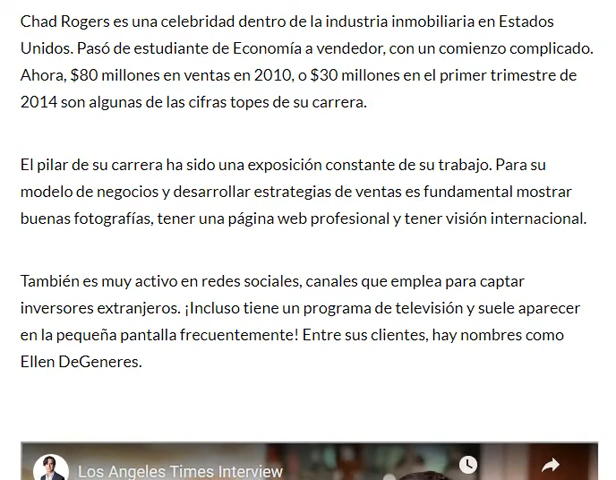 Chad Rogers es una celebridad dentro de la industria inmobiliaria en Estados
Unidos. Pasó de estudiante de Economía a vendedor, con un comienzo complicado.
Ahora, $80 millones en ventas en 2010, o $30 millones en el primer trimestre de
2014 son algunas de las cifras topes de su carrera.
El pilar de su carrera ha sido una exposición constante de su trabajo. Para su
modelo de negocios y desarrollar estrategias de ventas es fundamental mostrar
buenas fotografías, tener una página web profesional y tener visión internacional.
También es muy activo en redes sociales, canales que emplea para captar
inversores extranjeros. ¡Incluso tiene un programa de televisión y suele aparecer
en la pequeña pantalla frecuentemente! Entre sus clientes, hay nombres como
Ellen DeGeneres.
Los Angeles Times Interview